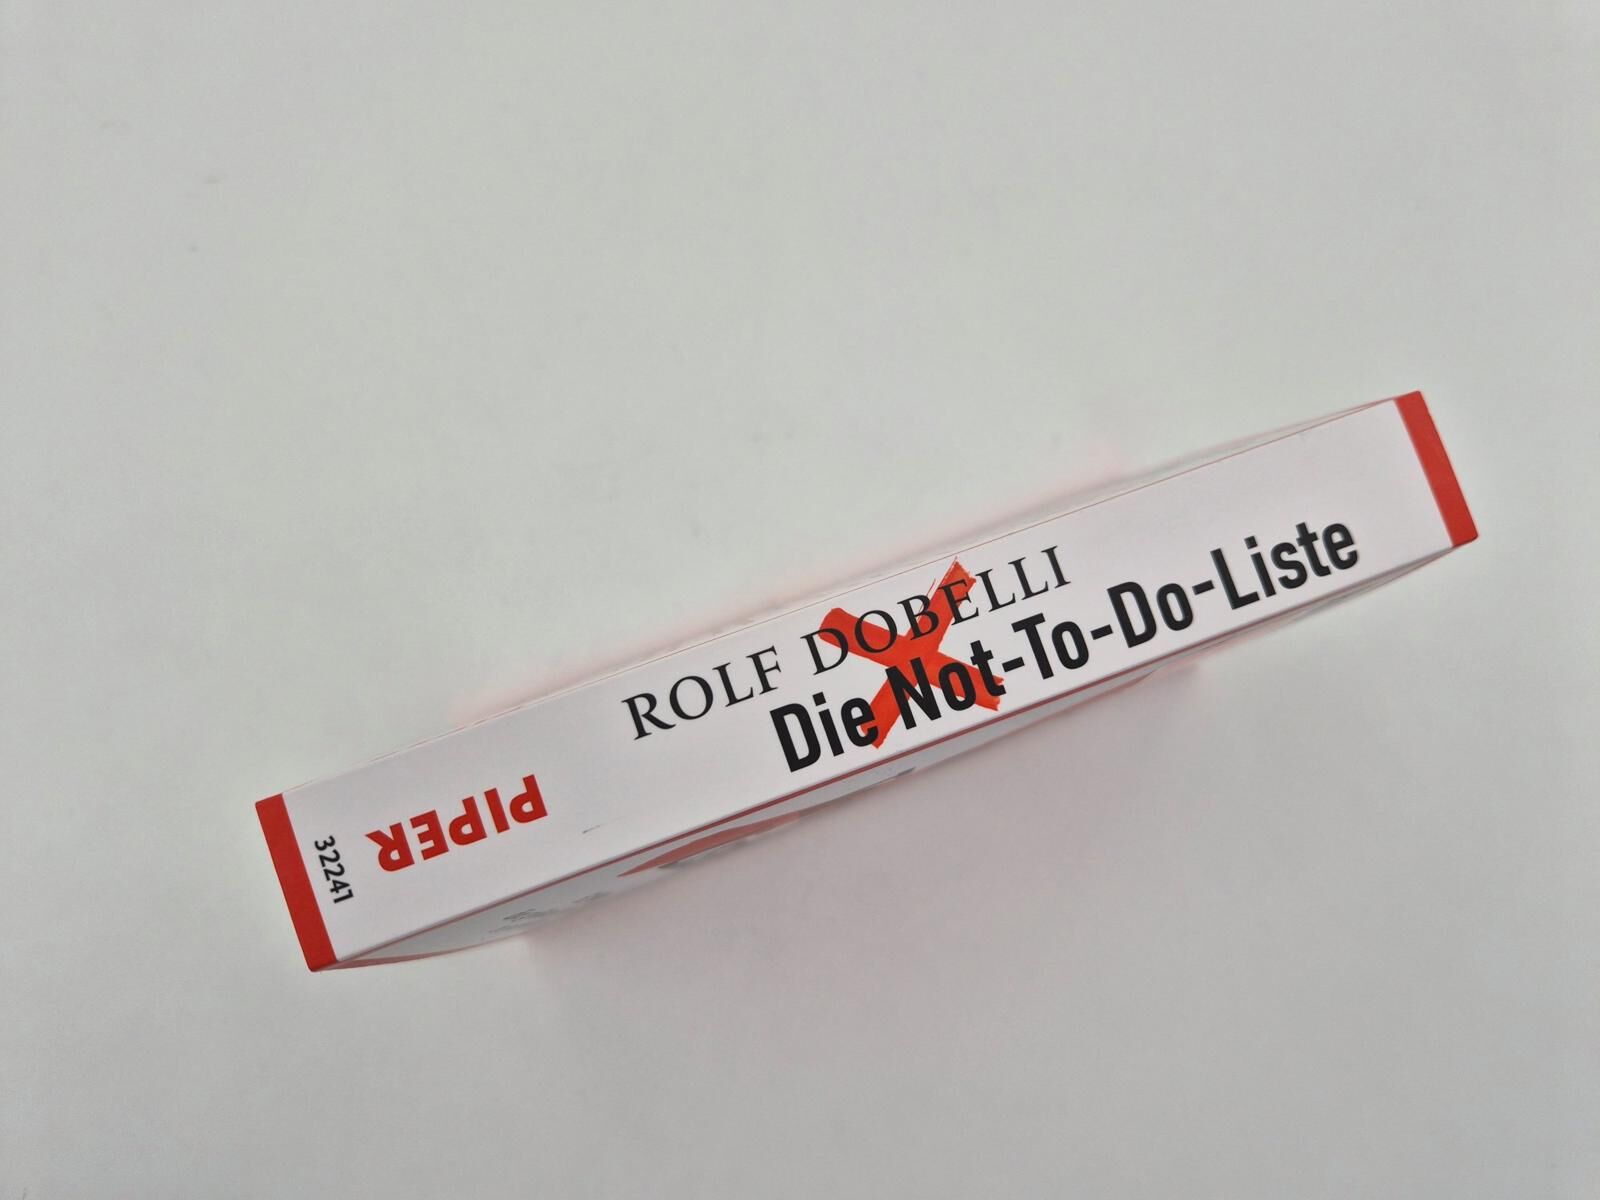 ROLF DOBELLI
Die Not-To-Do-Liste
PIPER
32241